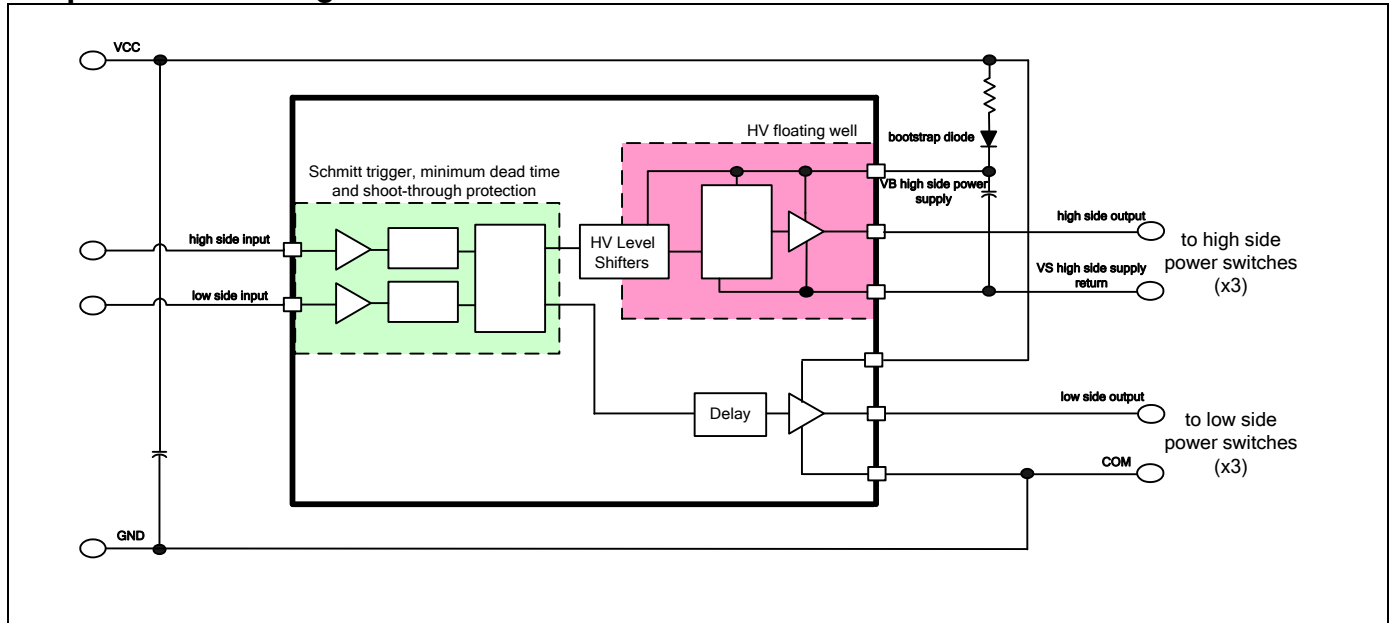 VCC
HV floating well
bootstrap diode
Schmitt trigger, minimum dead time
and shoot-through protection
VB high side power
supply
high side output
high side input
HV Level
Shifters
to high side
power switches
(x3)
VS high side supply
return
low side input
low side output
Delay
to low side
power switches
(x3)
COM
GND